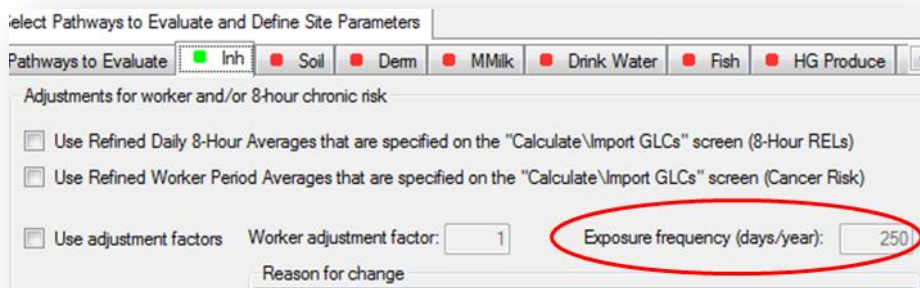 Select Pathways to Evaluate and Define Site Parameters
Pathways to Evaluate Inh Soil Derm MMilk Drink Water Fish HG Produce
Adjustments for worker and/or 8-hour chronic risk
Use Refined Daily 8-Hour Averages that are specified on the "Calculate\Import GLCs" screen (8-Hour RELs)
Use Refined Worker Period Averages that are specified on the "Calculate\Import GLCs" screen (Cancer Risk)
Use adjustment factors Worker adjustment factor: 1 Exposure frequency (days/year): 250
Reason for change